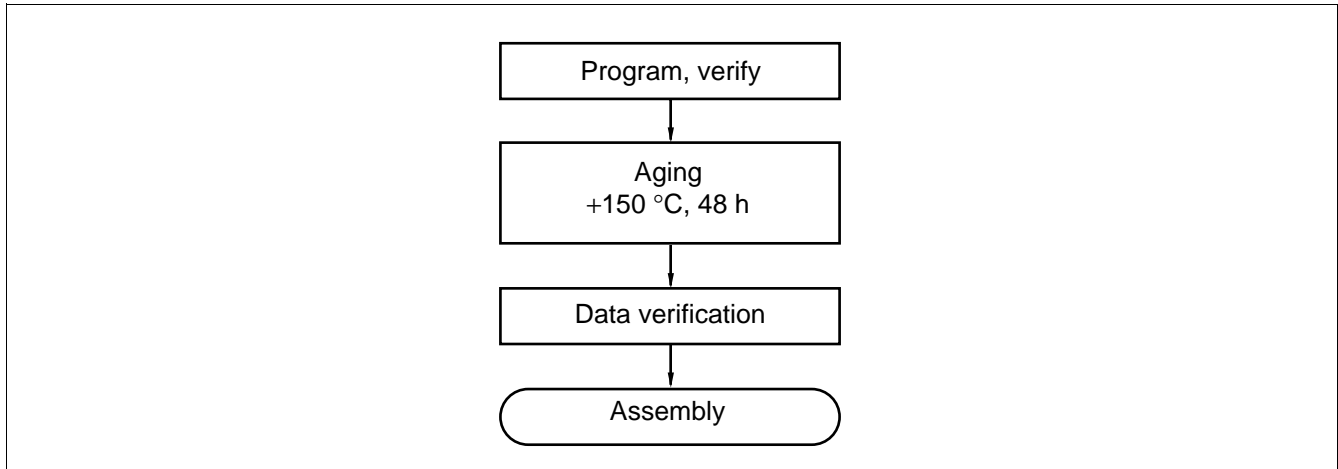 Program, verify
Aging
+150 °C, 48 h
Data verification
Assembly